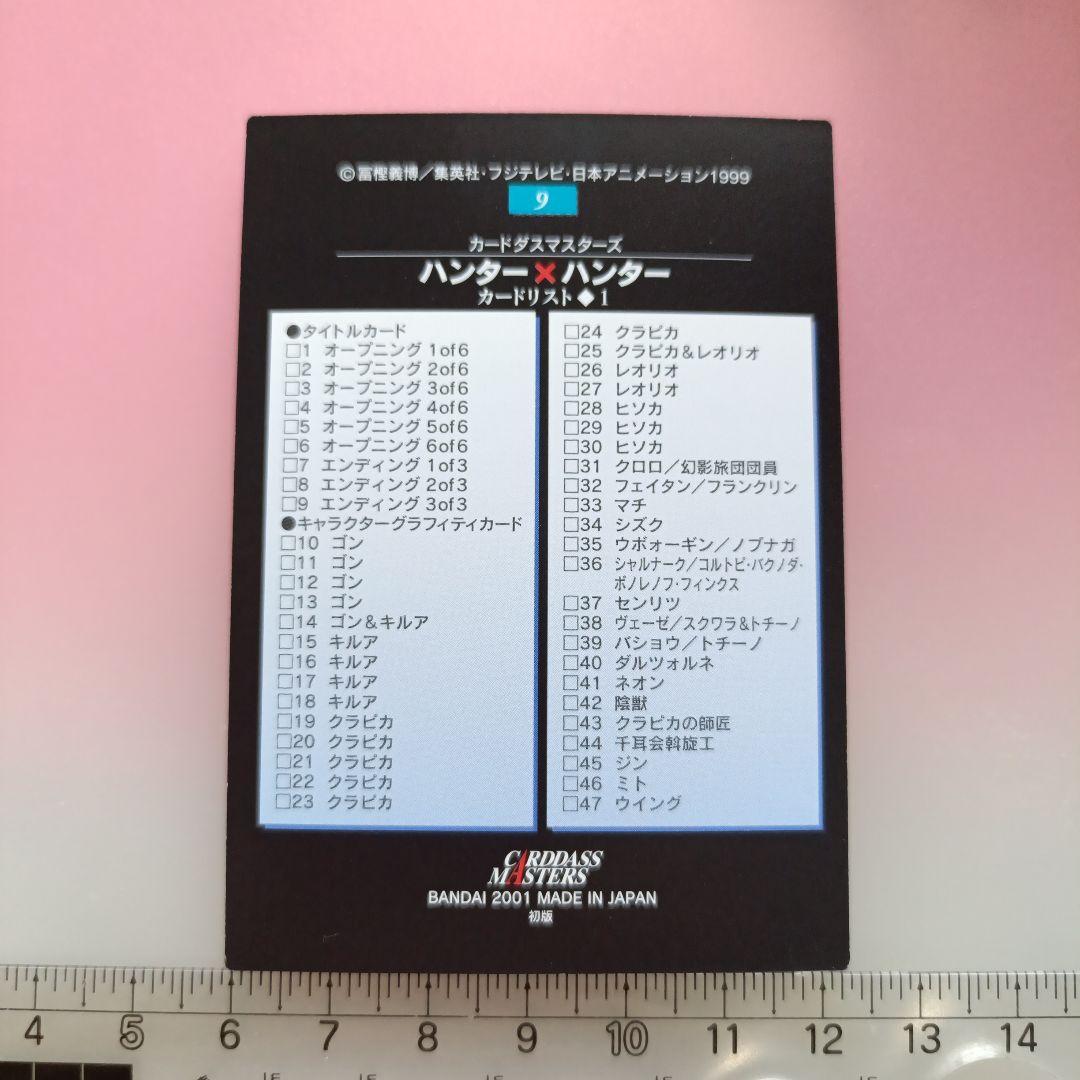 ©冨樫義博／集英社・フジテレビ・日本アニメーション1999
9
カードダスマスターズ
ハンター×ハンター
カードリスト◆1
●タイトルカード
□1 オープニング 1of6
□2 オープニング 2of6
□3 オープニング 3of6
□4 オープニング 4of6
□5 オープニング 5of6
□6 オープニング 6of6
□7 エンディング 1of3
□8 エンディング 2of3
□9 エンディング 3of3
●キャラクターグラフィティカード
□10 ゴン
□11 ゴン
□12 ゴン
□13 ゴン
□14 ゴン＆キルア
□15 キルア
□16 キルア
□17 キルア
□18 キルア
□19 クラピカ
□20 クラピカ
□21 クラピカ
□22 クラピカ
□23 クラピカ
□24 クラピカ
□25 クラピカ＆レオリオ
□26 レオリオ
□27 レオリオ
□28 ヒソカ
□29 ヒソカ
□30 ヒソカ
□31 クロロ／幻影旅団団員
□32 フェイタン／フランクリン
□33 マチ
□34 シズク
□35 ウボォーギン／ノブナガ
□36 シャルナーク／コルトピ・パクノダ・
ボノレノフ・フィンクス
□37 センリツ
□38 ヴェーゼ／スクワラ＆トチーノ
□39 バショウ／トチーノ
□40 ダルツォルネ
□41 ネオン
□42 陰獣
□43 クラピカの師匠
□44 千耳会斡旋工
□45 ジン
□46 ミト
□47 ウイング
CARDDASS
MASTERS
BANDAI 2001 MADE IN JAPAN
初版
4 5 6 7 8 9 10 11 12 13 14